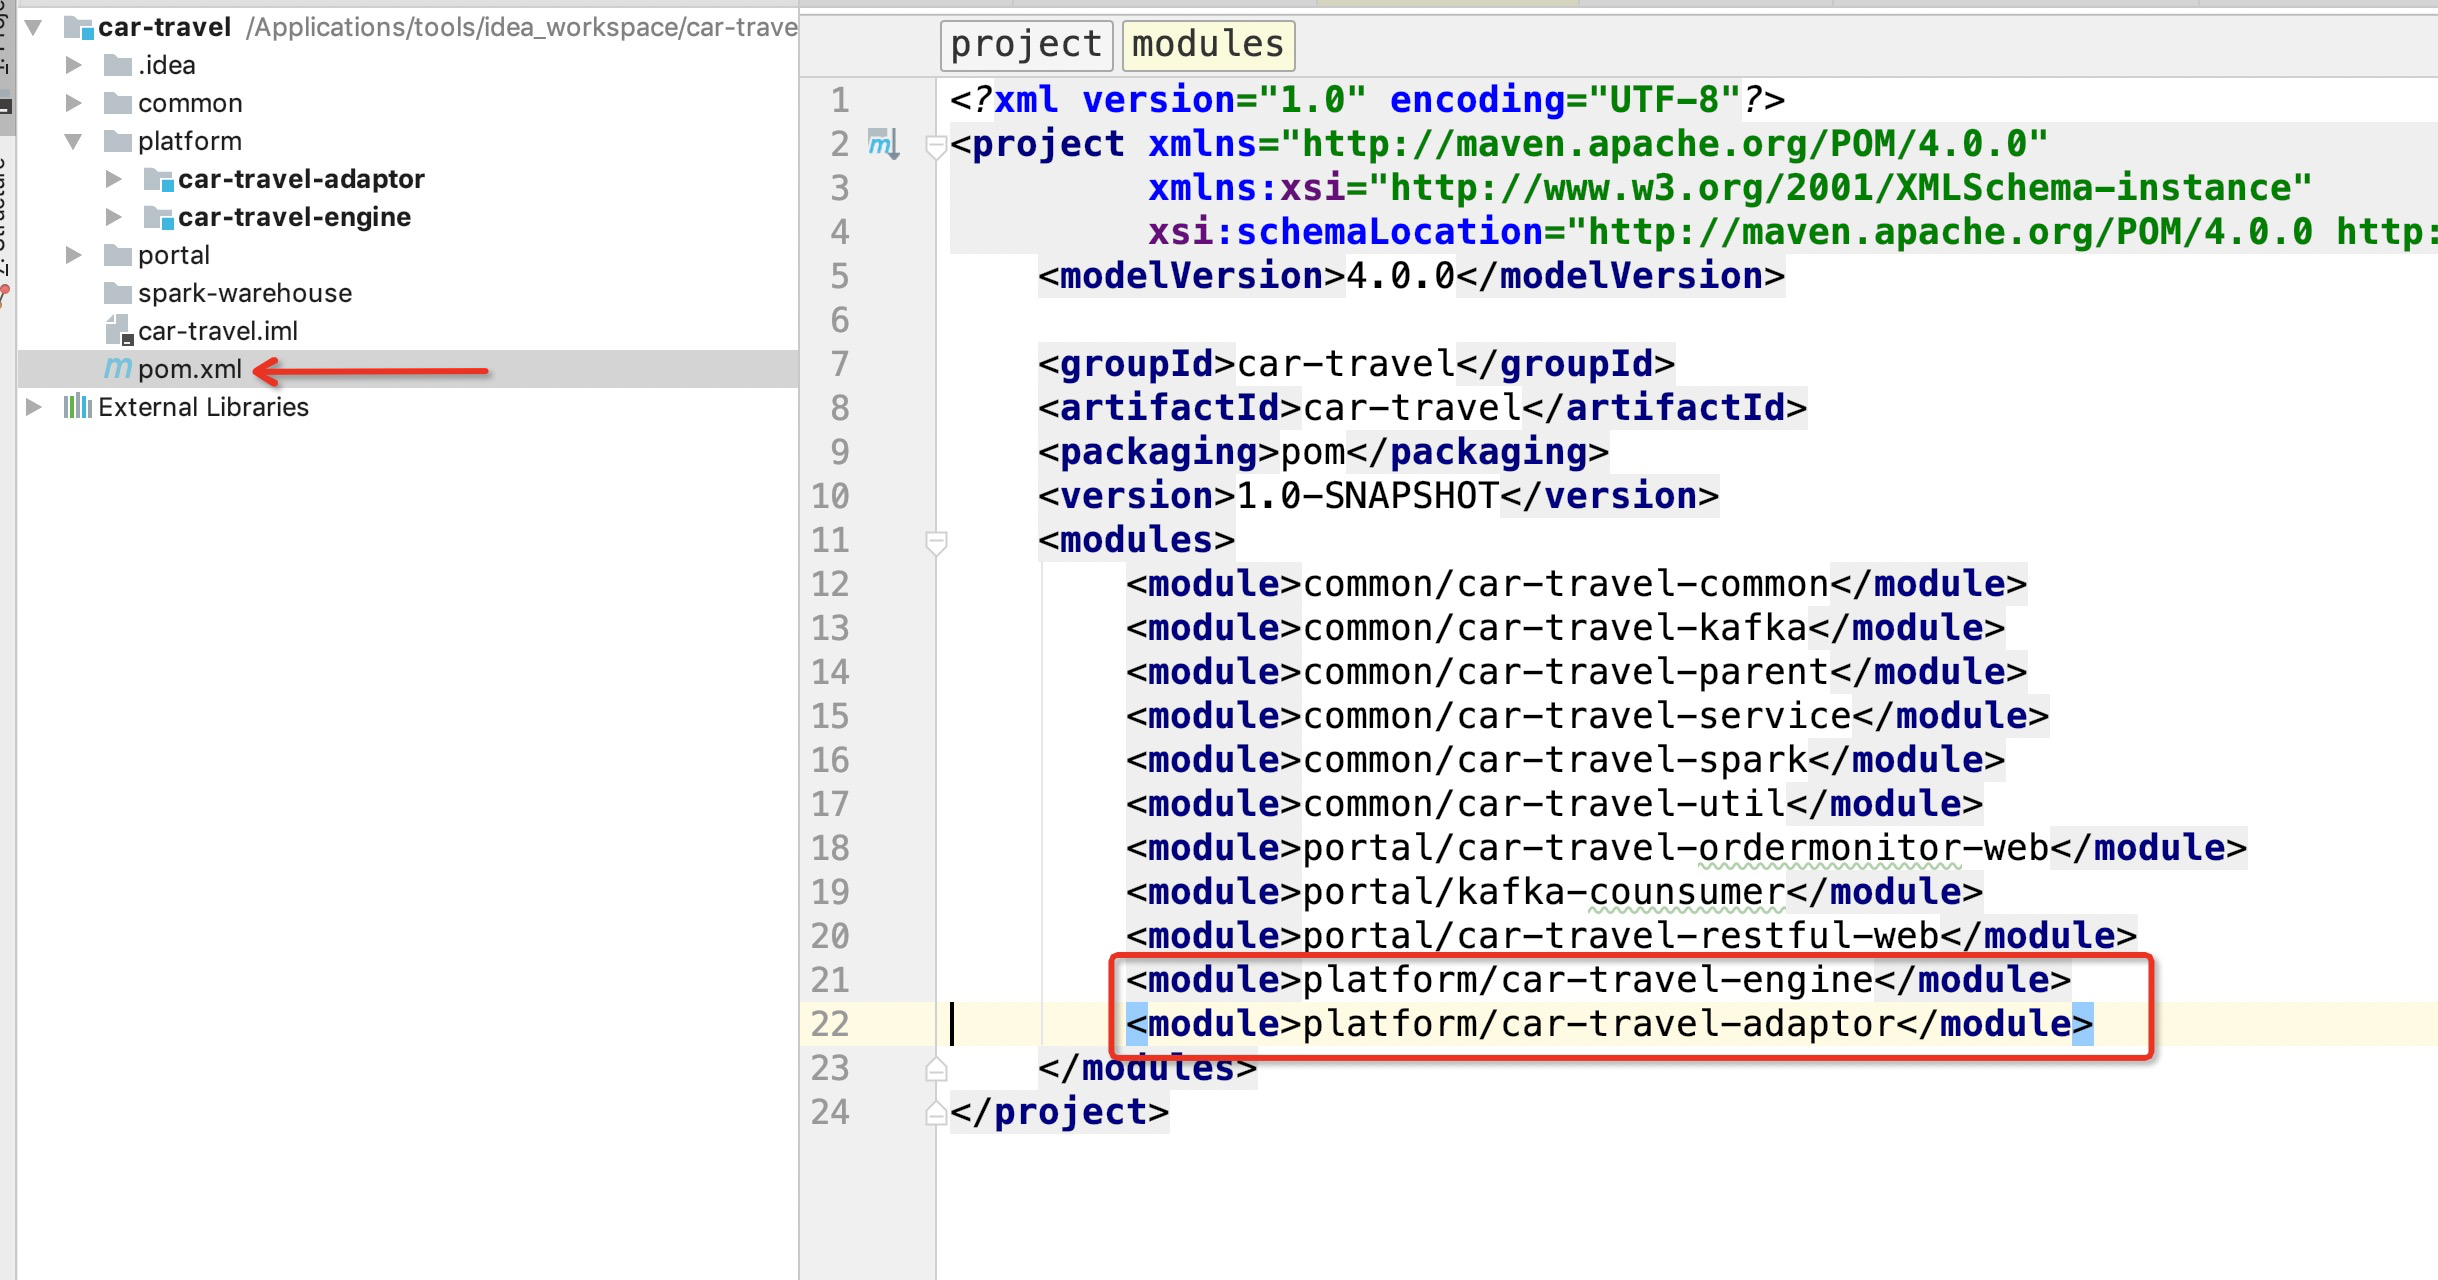 car-travel /Applications/tools/idea_workspace/car-trave
.idea
common
platform
car-travel-adaptor
car-travel-engine
portal
spark-warehouse
car-travel.iml
pom.xml
External Libraries
project modules
1 <?xml version="1.0" encoding="UTF-8"?>
2 <project xmlns="http://maven.apache.org/POM/4.0.0"
3 xmlns:xsi="http://www.w3.org/2001/XMLSchema-instance"
4 xsi:schemaLocation="http://maven.apache.org/POM/4.0.0 http:
5 <modelVersion>4.0.0</modelVersion>
6
7 <groupId>car-travel</groupId>
8 <artifactId>car-travel</artifactId>
9 <packaging>pom</packaging>
10 <version>1.0-SNAPSHOT</version>
11 <modules>
12 <module>common/car-travel-common</module>
13 <module>common/car-travel-kafka</module>
14 <module>common/car-travel-parent</module>
15 <module>common/car-travel-service</module>
16 <module>common/car-travel-spark</module>
17 <module>common/car-travel-util</module>
18 <module>portal/car-travel-ordermonitor-web</module>
19 <module>portal/kafka-counsumer</module>
20 <module>portal/car-travel-restful-web</module>
21 <module>platform/car-travel-engine</module>
22 <module>platform/car-travel-adaptor</module>
23 </modules>
24 </project>